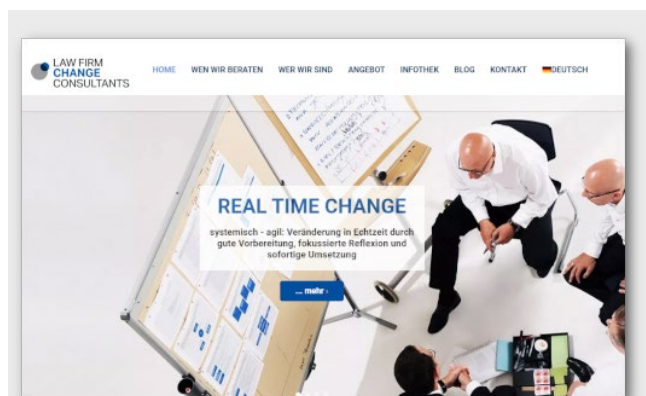 LAW FIRM
CHANGE
CONSULTANTS
HOME WEN WIR BERATEN WER WIR SIND ANGEBOT INFOTHEK BLOG KONTAKT DEUTSCH
REAL TIME CHANGE
systemisch - agil: Veränderung in Echtzeit durch
gute Vorbereitung, fokussierte Reflexion und
sofortige Umsetzung
... mehr ›